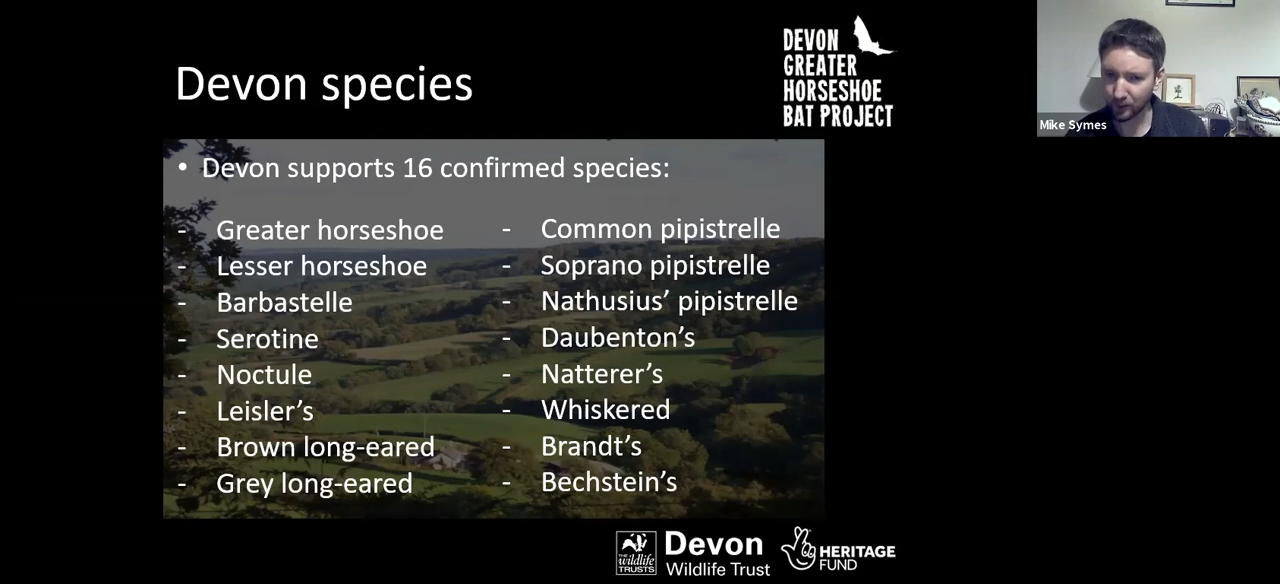 Devon species
DEVON
GREATER
HORSESHOE
BAT PROJECT
Mike Symes
• Devon supports 16 confirmed species:
- Greater horseshoe
- Lesser horseshoe
- Barbastelle
- Serotine
- Noctule
- Leisler’s
- Brown long-eared
- Grey long-eared
- Common pipistrelle
- Soprano pipistrelle
- Nathusius’ pipistrelle
- Daubenton’s
- Natterer’s
- Whiskered
- Brandt’s
- Bechstein’s
THE
wildlife
TRUSTS
Devon
Wildlife Trust
HERITAGE
FUND